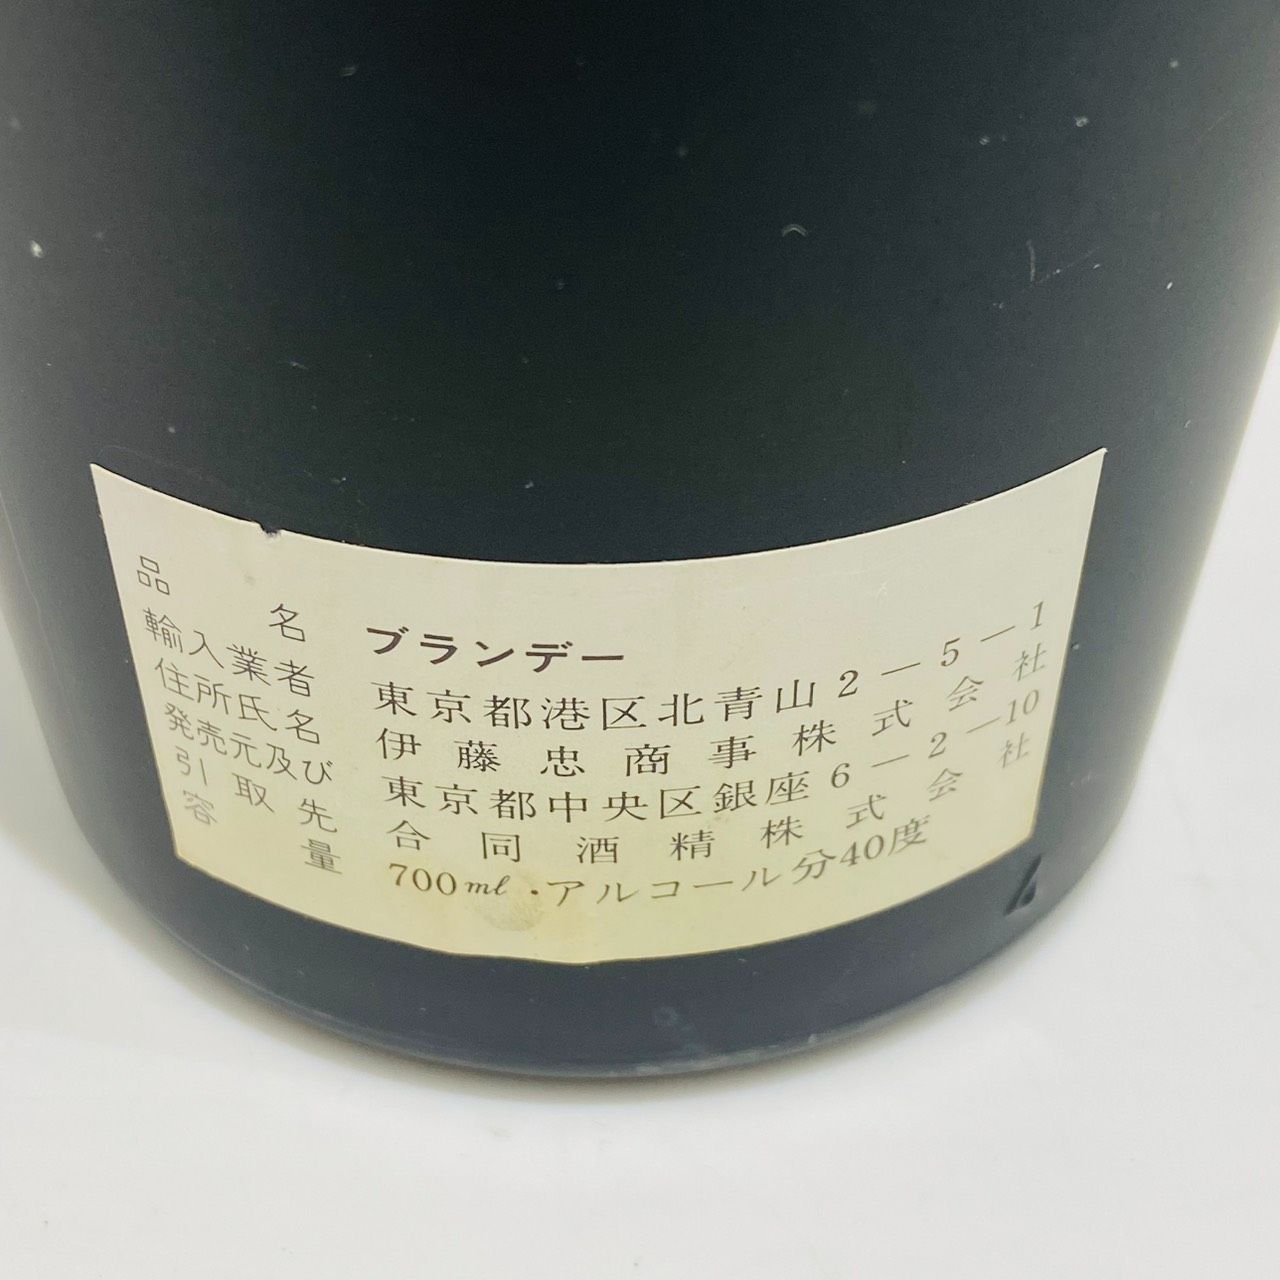 品名 ブランデー
輸入業者 東京都港区北青山2-5-1
住所氏名 伊藤忠商事株式会社
発売元及び 東京都中央区銀座6-2-10
引取先 合同酒精株式会社
容量 700ml・アルコール分40度